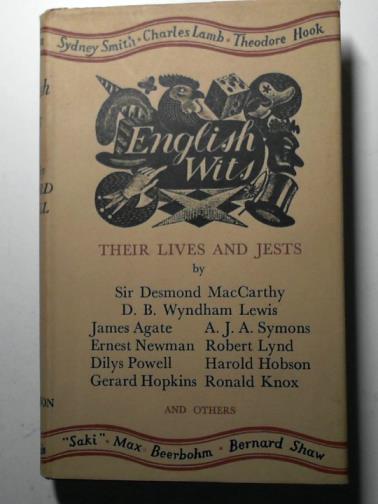 Sydney Smith • Charles Lamb • Theodore Hook
English
Wits
THEIR LIVES AND JESTS
by
Sir Desmond MacCarthy
D. B. Wyndham Lewis
James Agate A. J. A. Symons
Ernest Newman Robert Lynd
Dilys Powell Harold Hobson
Gerard Hopkins Ronald Knox
AND OTHERS
"Saki" • Max Beerbohm • Bernard Shaw